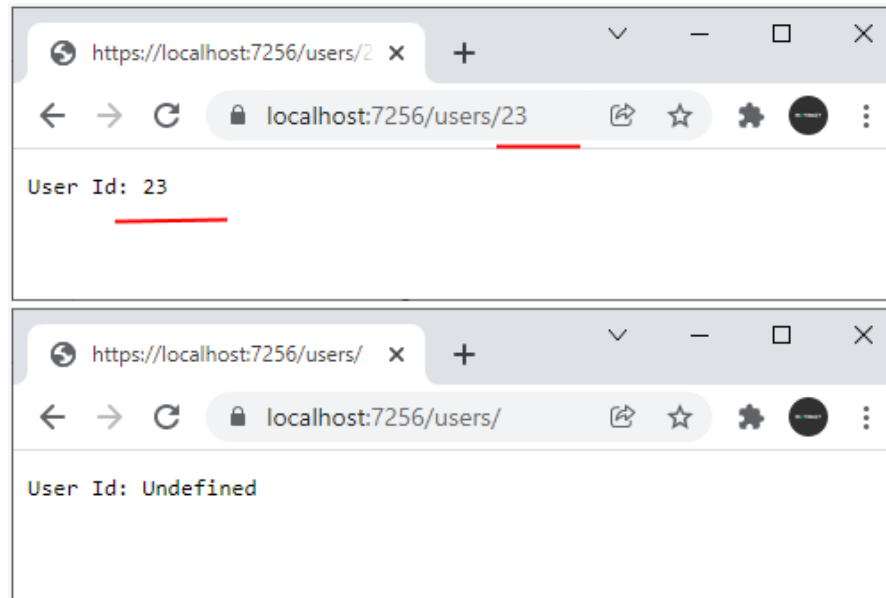 https://localhost:7256/users/2
localhost:7256/users/23
User Id: 23
https://localhost:7256/users/
localhost:7256/users/
User Id: Undefined